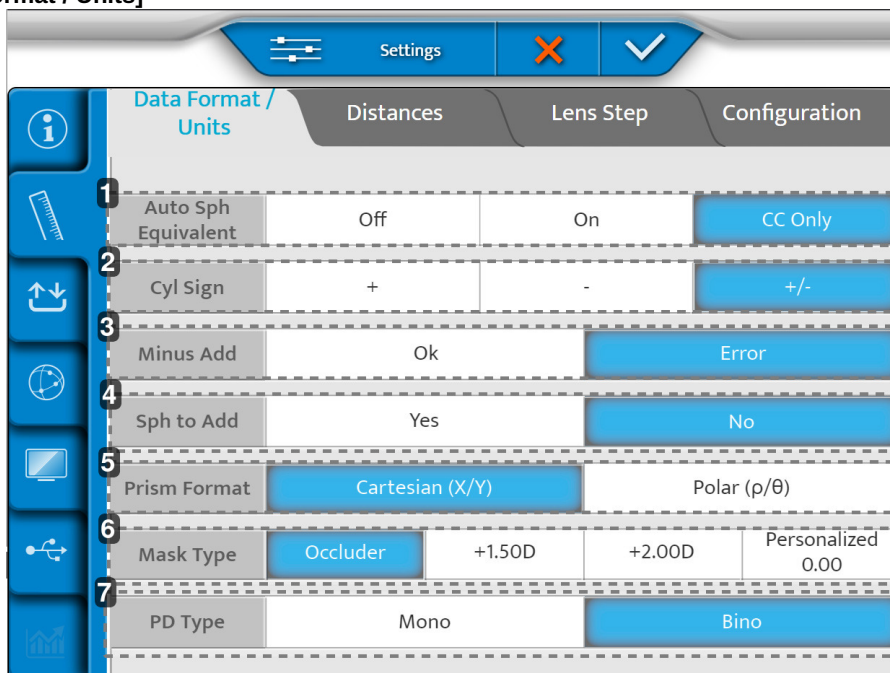 ormat / Units]
Settings
Data Format /
Units
Distances
Lens Step
Configuration
1
Auto Sph
Equivalent
Off
On
CC Only
2
Cyl Sign
+
-
+/-
3
Minus Add
Ok
Error
4
Sph to Add
Yes
No
5
Prism Format
Cartesian (X/Y)
Polar (ρ/θ)
6
Mask Type
Occluder
+1.50D
+2.00D
Personalized
0.00
7
PD Type
Mono
Bino